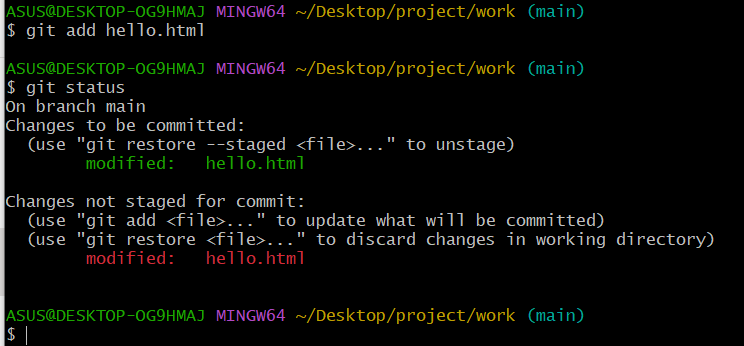 ASUS@DESKTOP-OG9HMAJ MINGW64 ~/Desktop/project/work (main)
$ git add hello.html
ASUS@DESKTOP-OG9HMAJ MINGW64 ~/Desktop/project/work (main)
$ git status
On branch main
Changes to be committed:
  (use "git restore --staged <file>..." to unstage)
        modified:   hello.html
Changes not staged for commit:
  (use "git add <file>..." to update what will be committed)
  (use "git restore <file>..." to discard changes in working directory)
        modified:   hello.html
ASUS@DESKTOP-OG9HMAJ MINGW64 ~/Desktop/project/work (main)
$